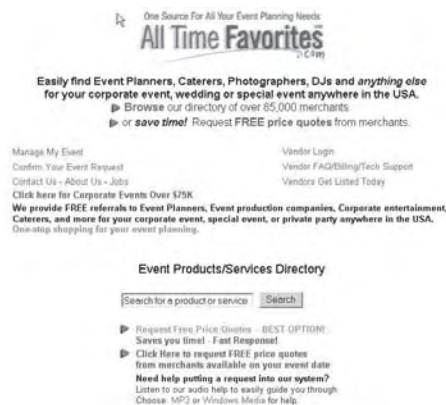 One Source For All Your Event Planning Needs
All Time Favorites
.com
Easily find Event Planners, Caterers, Photographers, DJs and anything else
for your corporate event, wedding or special event anywhere in the USA.
Browse our directory of over 85,000 merchants.
or save time! Request FREE price quotes from merchants.
Manage My Event
Vendor Login
Confirm Your Event Request
Vendor FAQ/Billing/Tech Support
Contact Us - About Us - Jobs
Vendors Get Listed Today
Click here for Corporate Events Over $75K
We provide FREE referrals to Event Planners, Event production companies, Corporate entertainment,
Caterers, and more for your corporate event, special event, or private party anywhere in the USA.
One-stop shopping for your event planning.
Event Products/Services Directory
Search for a product or service Search
Request Free Price Quotes - BEST OPTION!
Saves you time! - Fast Response!
Click Here to request FREE price quotes
from merchants available on your event date
Need help putting a request into our system?
Listen to our audio help to easily guide you through
Choose MP3 or Windows Media for help.